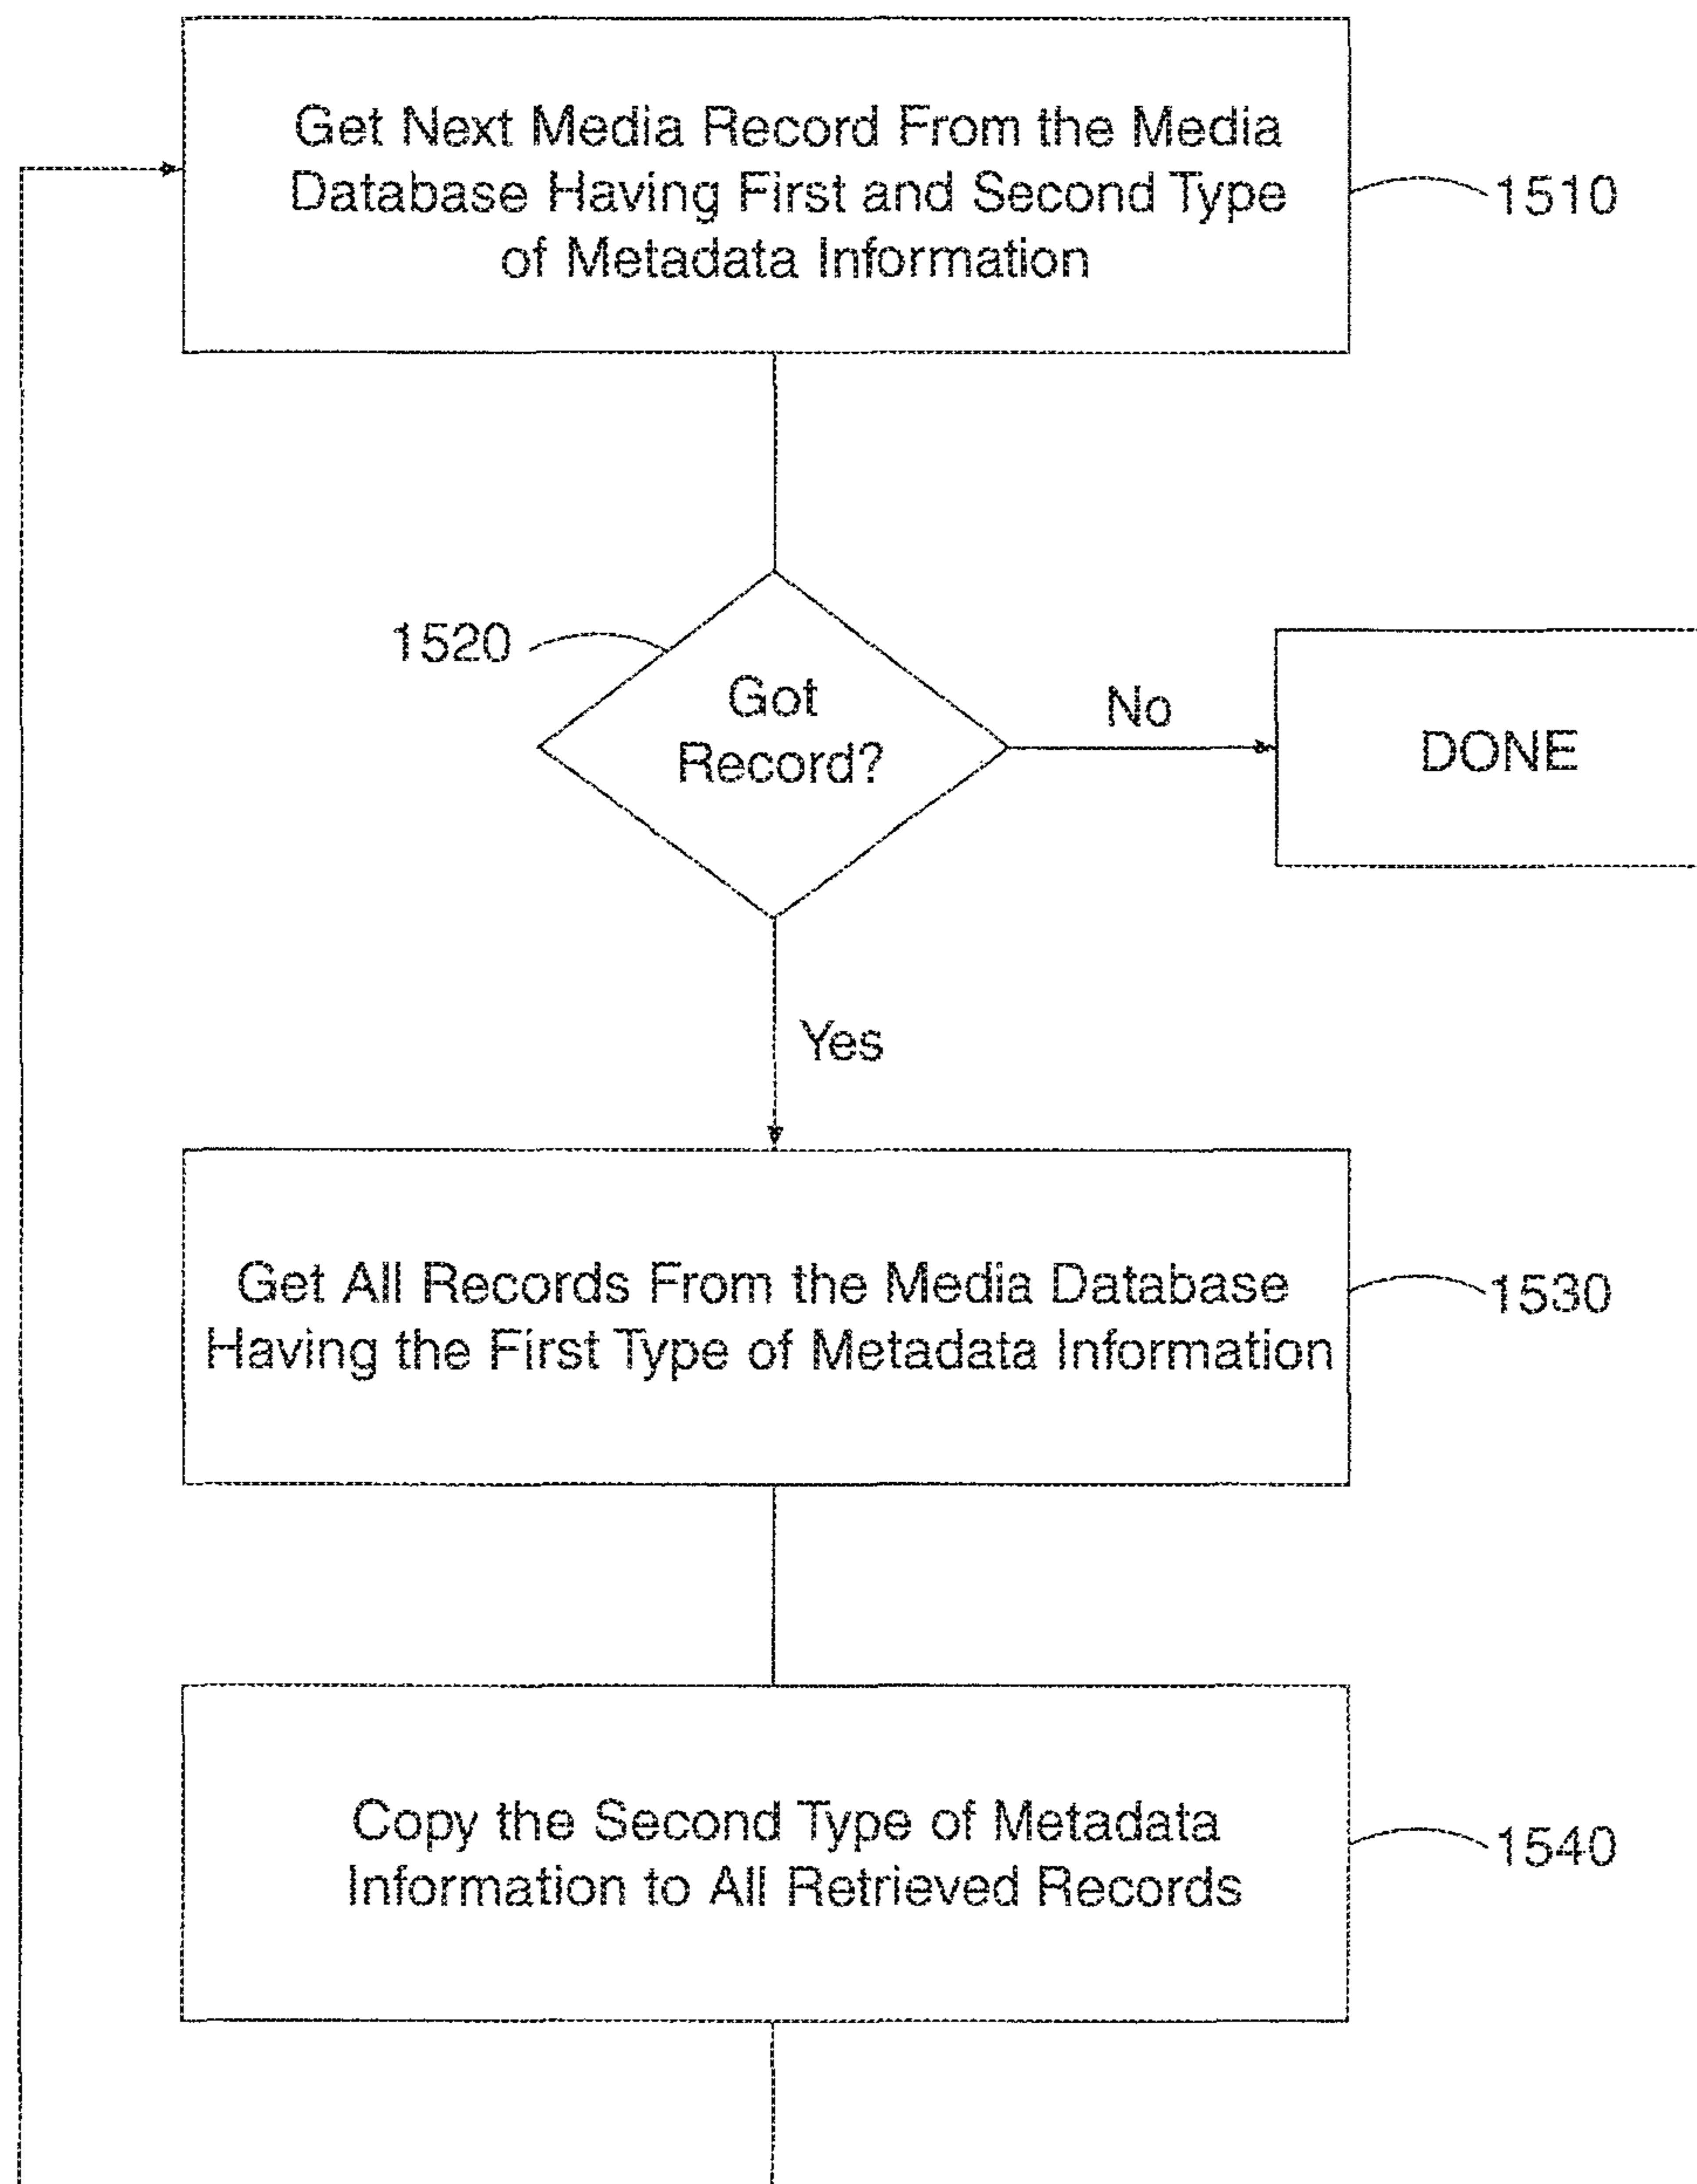 Get Next Media Record From the Media
Database Having First and Second Type
of Metadata Information
1510
1520
Got
Record?
No
DONE
Yes
Get All Records From the Media Database
Having the First Type of Metadata Information
1530
Copy the Second Type of Metadata
Information to All Retrieved Records
1540